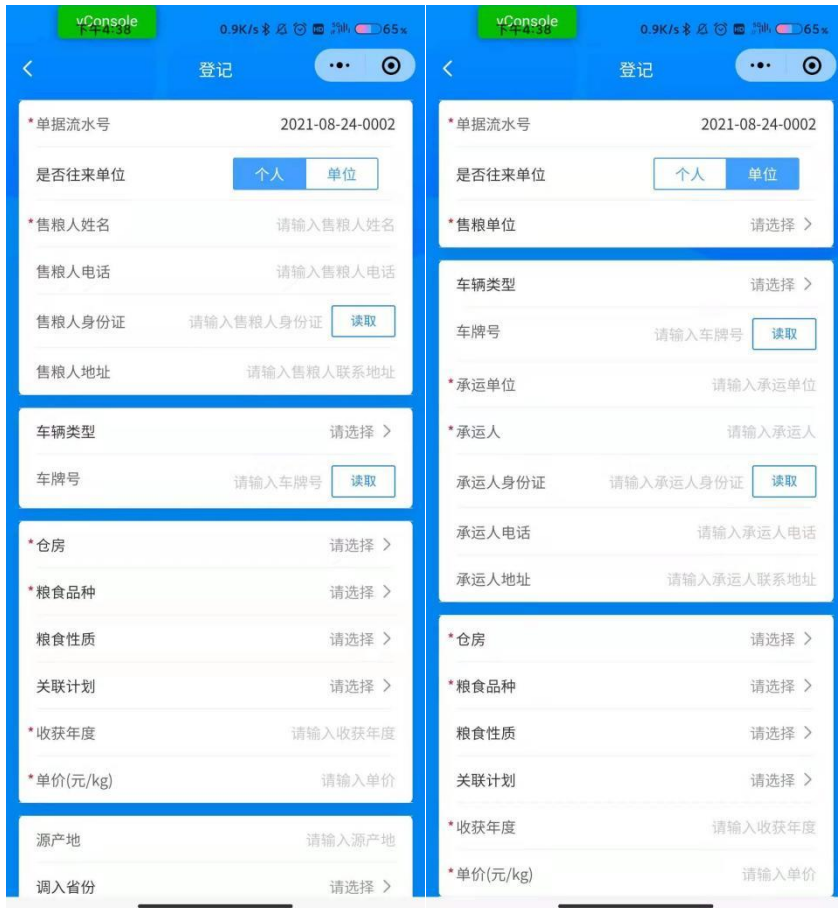 vConsole
下午4:38 0.9K/s 65%
登记
*单据流水号 2021-08-24-0002
是否往来单位 个人 单位
*售粮人姓名 请输入售粮人姓名
售粮人电话 请输入售粮人电话
售粮人身份证 请输入售粮人身份证 读取
售粮人地址 请输入售粮人联系地址
车辆类型 请选择 >
车牌号 请输入车牌号 读取
*仓房 请选择 >
*粮食品种 请选择 >
粮食性质 请选择 >
关联计划 请选择 >
*收获年度 请输入收获年度
*单价(元/kg) 请输入单价
源产地 请输入源产地
调入省份 请选择 >
vConsole
下午4:38 0.9K/s 65%
登记
*单据流水号 2021-08-24-0002
是否往来单位 个人 单位
*售粮单位 请选择 >
车辆类型 请选择 >
车牌号 请输入车牌号 读取
*承运单位 请输入承运单位
*承运人 请输入承运人
承运人身份证 请输入承运人身份证 读取
承运人电话 请输入承运人电话
承运人地址 请输入承运人联系地址
*仓房 请选择 >
*粮食品种 请选择 >
粮食性质 请选择 >
关联计划 请选择 >
*收获年度 请输入收获年度
*单价(元/kg) 请输入单价